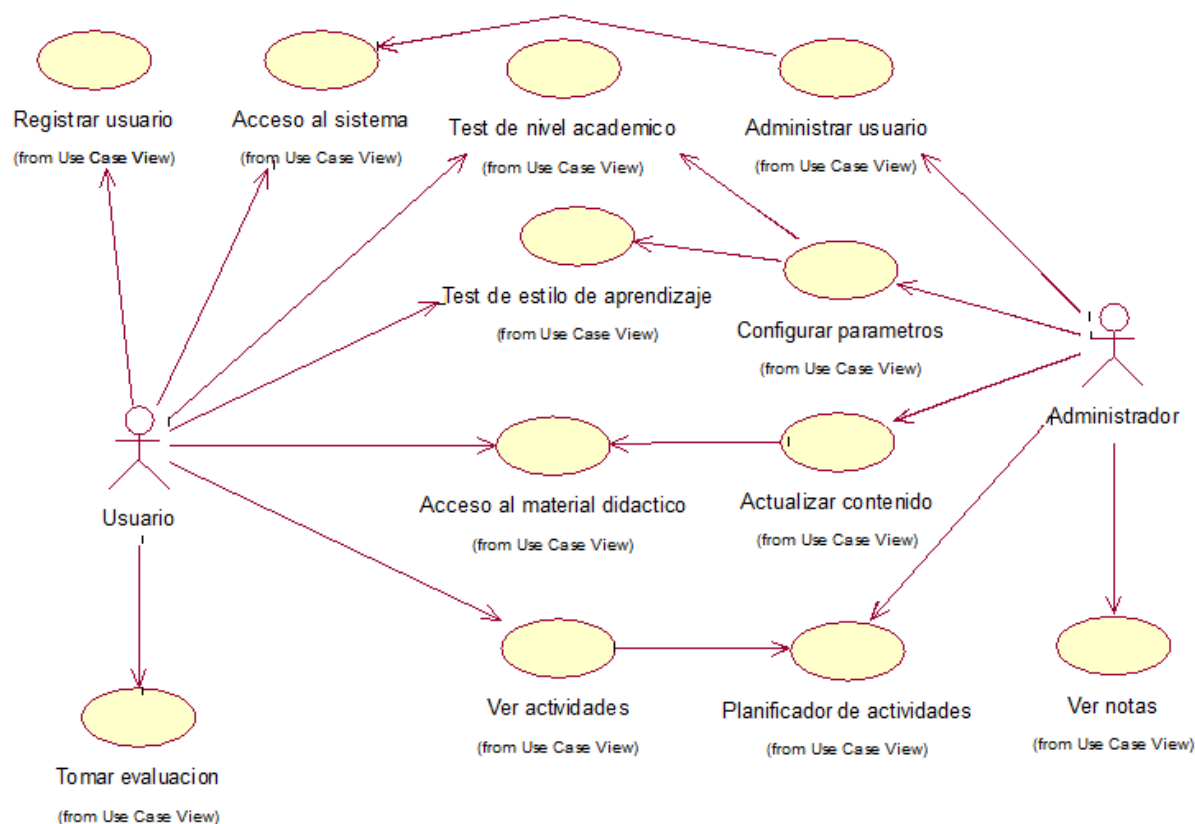 Registrar usuario
(from Use Case View)
Acceso al sistema
(from Use Case View)
Test de nivel academico
(from Use Case View)
Administrar usuario
(from Use Case View)
Test de estilo de aprendizaje
(from Use Case View)
Configurar parametros
(from Use Case View)
Administrador
Usuario
Acceso al material didactico
(from Use Case View)
Actualizar contenido
(from Use Case View)
Ver actividades
(from Use Case View)
Planificador de actividades
(from Use Case View)
Ver notas
(from Use Case View)
Tomar evaluacion
(from Use Case View)